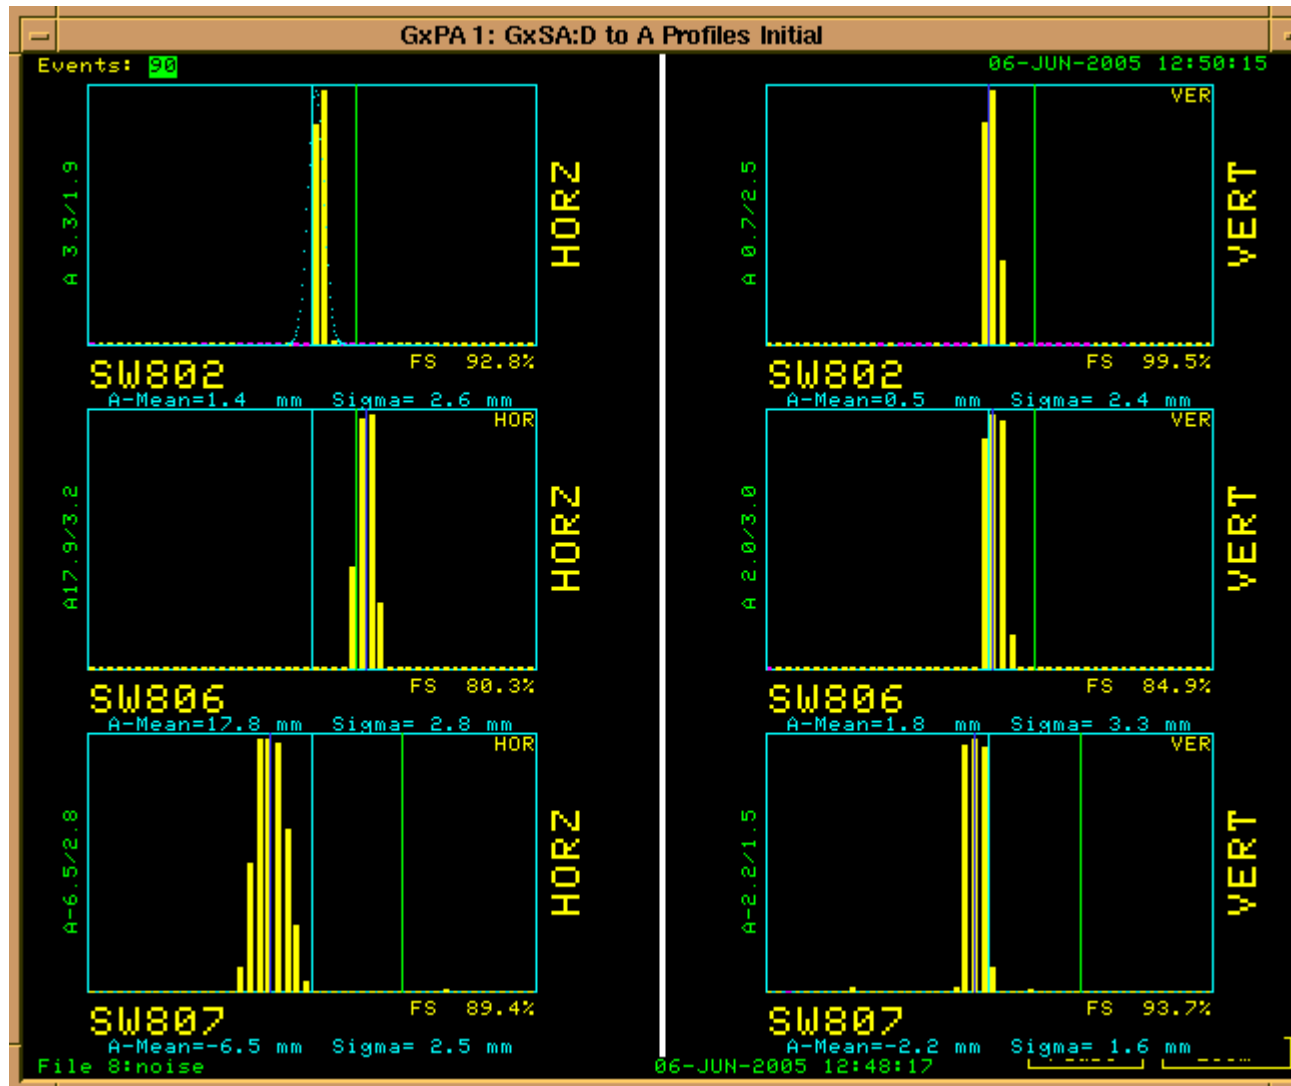 GxPA 1: GxSA:D to A Profiles Initial
Events: 90
06-JUN-2005 12:50:15
A 3.3/1.9
HORZ
SW802
FS 92.8%
A-Mean=1.4 mm Sigma= 2.6 mm
A 0.7/2.5
VER
VERT
SW802
FS 99.5%
A-Mean=0.5 mm Sigma= 2.4 mm
A17.9/3.2
HOR
HORZ
SW806
FS 80.3%
A-Mean=17.8 mm Sigma= 2.8 mm
A 2.0/3.0
VER
VERT
SW806
FS 84.9%
A-Mean=1.8 mm Sigma= 3.3 mm
A-6.5/2.8
HOR
HORZ
SW807
FS 89.4%
A-Mean=-6.5 mm Sigma= 2.5 mm
A-2.2/1.5
VER
VERT
SW807
FS 93.7%
A-Mean=-2.2 mm Sigma= 1.6 mm
File 8:noise
06-JUN-2005 12:48:17